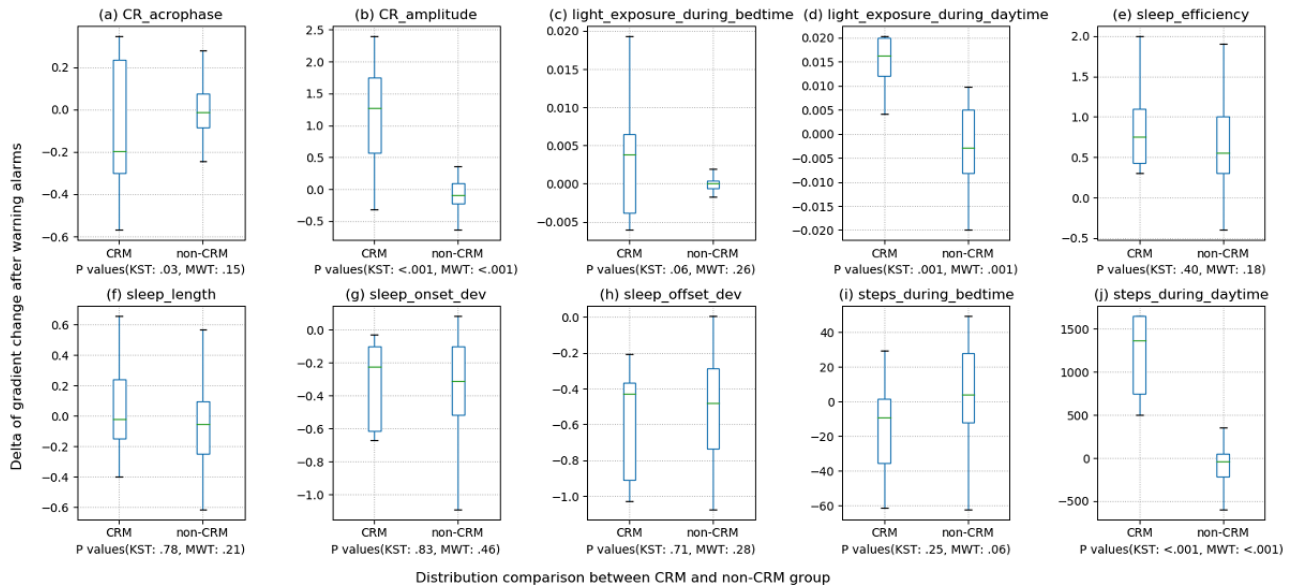 (a) CR_acrophase
(b) CR_amplitude
(c) light_exposure_during_bedtime
(d) light_exposure_during_daytime
(e) sleep_efficiency
0.2
0.0
−0.2
−0.4
−0.6
2.5
2.0
1.5
1.0
0.5
0.0
−0.5
0.020
0.015
0.010
0.005
0.000
−0.005
0.020
0.015
0.010
0.005
0.000
−0.005
−0.010
−0.015
−0.020
2.0
1.5
1.0
0.5
0.0
−0.5
CRM non-CRM
CRM non-CRM
CRM non-CRM
CRM non-CRM
CRM non-CRM
P values(KST: .03, MWT: .15)
P values(KST: <.001, MWT: <.001)
P values(KST: .06, MWT: .26)
P values(KST: .001, MWT: .001)
P values(KST: .40, MWT: .18)
Delta of gradient change after warning alarms
(f) sleep_length
(g) sleep_onset_dev
(h) sleep_offset_dev
(i) steps_during_bedtime
(j) steps_during_daytime
0.6
0.4
0.2
0.0
−0.2
−0.4
−0.6
0.0
−0.2
−0.4
−0.6
−0.8
−1.0
0.0
−0.2
−0.4
−0.6
−0.8
−1.0
40
20
0
−20
−40
−60
1500
1000
500
0
−500
CRM non-CRM
CRM non-CRM
CRM non-CRM
CRM non-CRM
CRM non-CRM
P values(KST: .78, MWT: .21)
P values(KST: .83, MWT: .46)
P values(KST: .71, MWT: .28)
P values(KST: .25, MWT: .06)
P values(KST: <.001, MWT: <.001)
Distribution comparison between CRM and non-CRM group